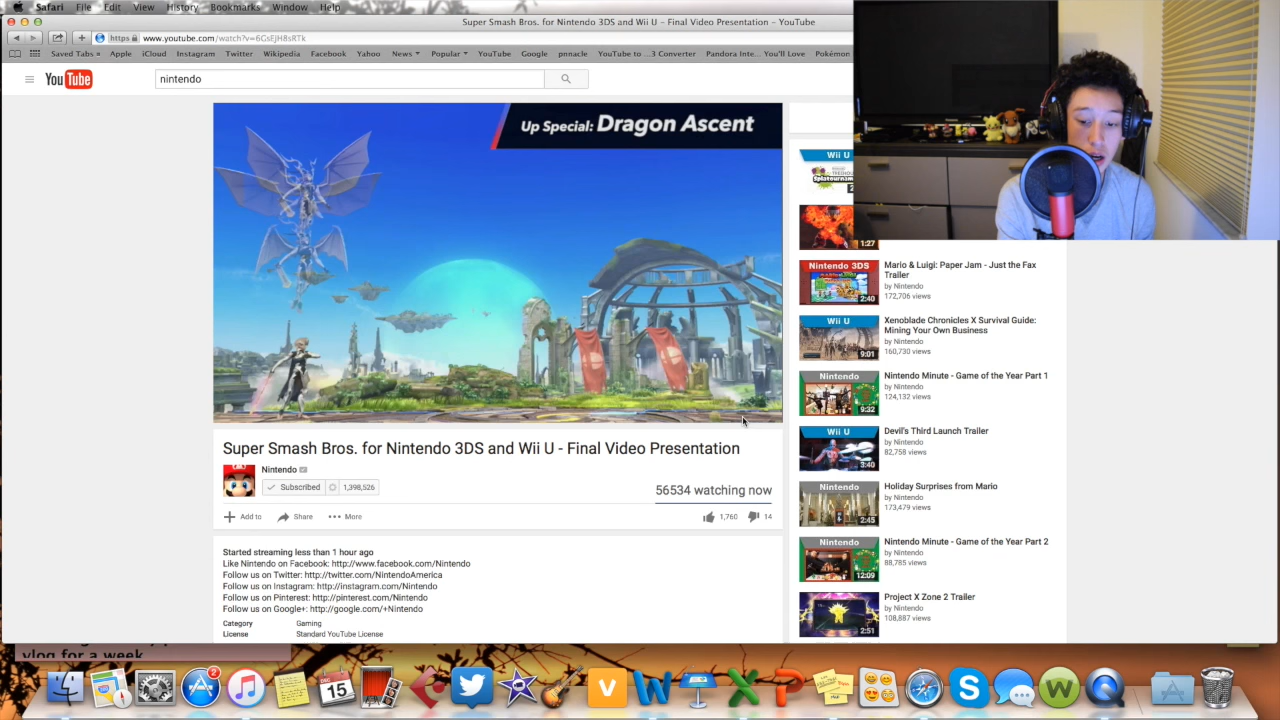 Safari File Edit View History Bookmarks Window Help
Super Smash Bros. for Nintendo 3DS and Wii U – Final Video Presentation – YouTube
https www.youtube.com/watch?v=6GsEJH8sRTk
Saved Tabs Apple iCloud Instagram Twitter Wikipedia Facebook Yahoo News Popular YouTube Google pnnacle YouTube to ...3 Converter Pandora Inte... You'll Love Pokémon
YouTube
nintendo
Up Special: Dragon Ascent
Super Smash Bros. for Nintendo 3DS and Wii U - Final Video Presentation
Nintendo
Subscribed 1,398,526
56534 watching now
Add to Share More 1,760 14
Started streaming less than 1 hour ago
Like Nintendo on Facebook: http://www.facebook.com/Nintendo
Follow us on Twitter: http://twitter.com/NintendoAmerica
Follow us on Instagram: http://instagram.com/Nintendo
Follow us on Pinterest: http://pinterest.com/Nintendo
Follow us on Google+: http://google.com/+Nintendo
Category Gaming
License Standard YouTube License
Wii U
1:27
Nintendo 3DS
2:40
Mario & Luigi: Paper Jam - Just the Fax
Trailer
by Nintendo
172,706 views
Wii U
9:01
Xenoblade Chronicles X Survival Guide:
Mining Your Own Business
by Nintendo
160,730 views
Nintendo
9:32
Nintendo Minute - Game of the Year Part 1
by Nintendo
124,132 views
Wii U
3:40
Devil's Third Launch Trailer
by Nintendo
82,758 views
Nintendo
2:45
Holiday Surprises from Mario
by Nintendo
173,479 views
Nintendo
12:09
Nintendo Minute - Game of the Year Part 2
by Nintendo
88,785 views
2:51
Project X Zone 2 Trailer
by Nintendo
108,887 views
vlog for a week
2
DEC
15